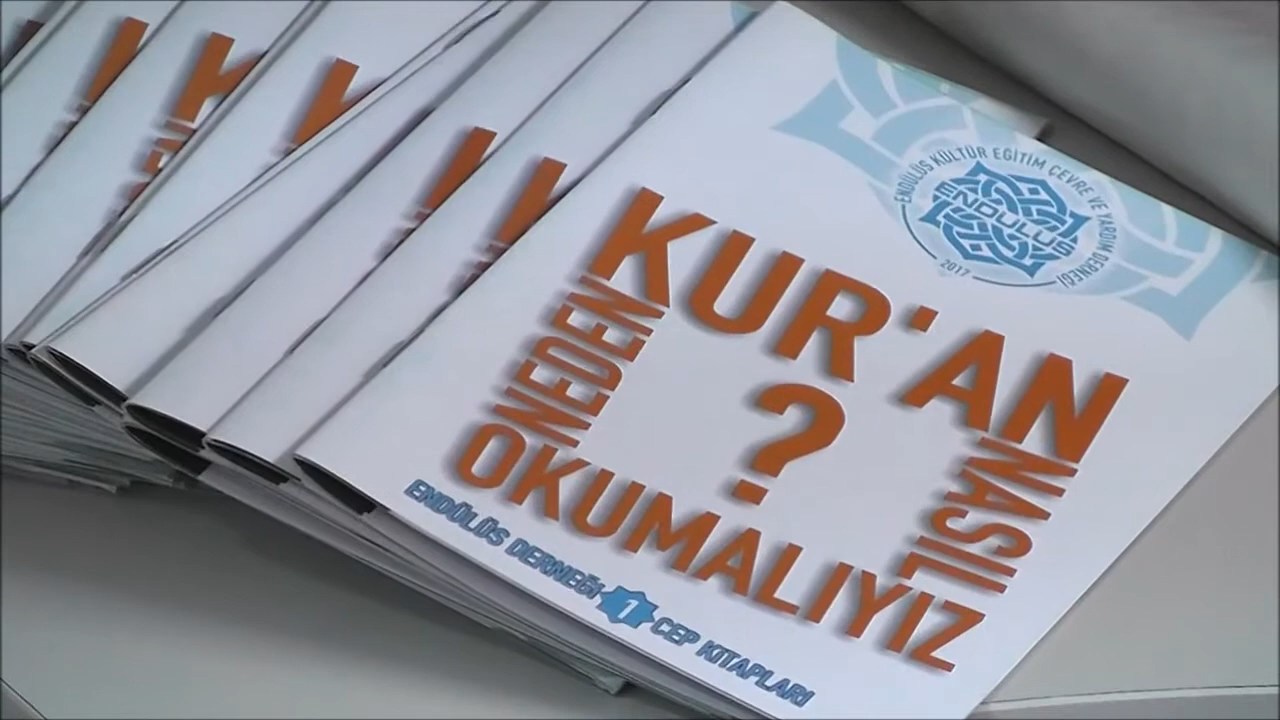 ENDÜLÜS KÜLTÜR EĞİTİM ÇEVRE VE YARDIM DERNEĞİ
ENDÜLÜS
2017
KUR'AN
NEDEN
NASIL
?
OKUMALIYIZ
ENDÜLÜS DERNEĞİ 1 CEP KİTAPLARI